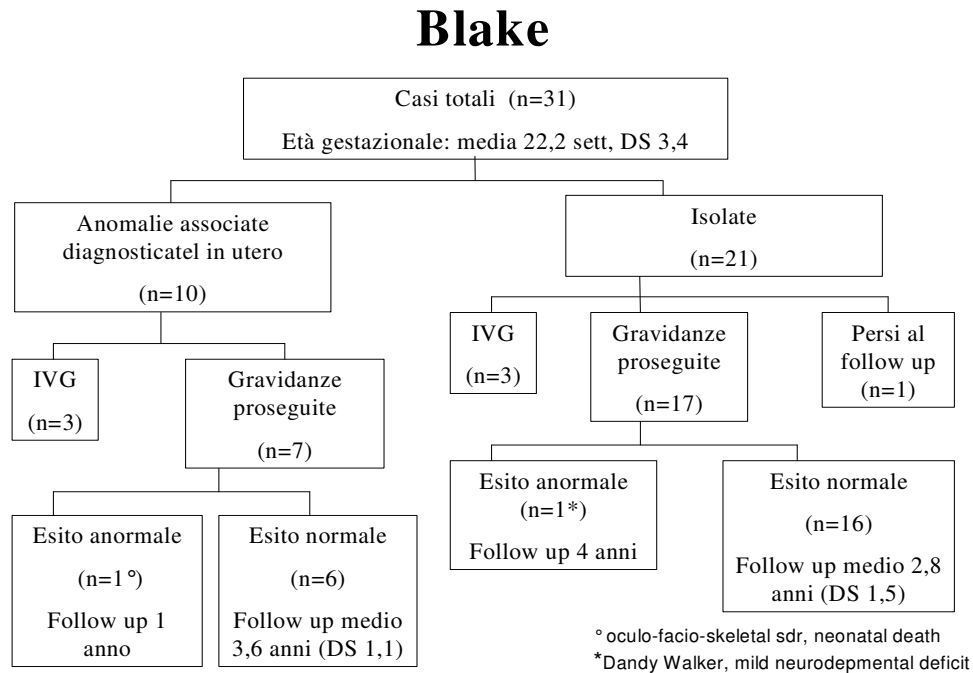 Blake
Casi totali (n=31)
Età gestazionale: media 22,2 sett, DS 3,4
Anomalie associate
diagnosticatel in utero
(n=10)
Isolate
(n=21)
IVG
(n=3)
Gravidanze
proseguite
(n=7)
IVG
(n=3)
Gravidanze
proseguite
(n=17)
Persi al
follow up
(n=1)
Esito anormale
(n=1°)
Follow up 1
anno
Esito normale
(n=6)
Follow up medio
3,6 anni (DS 1,1)
Esito anormale
(n=1*)
Follow up 4 anni
Esito normale
(n=16)
Follow up medio 2,8
anni (DS 1,5)
° oculo-facio-skeletal sdr, neonatal death
*Dandy Walker, mild neurodepmental deficit